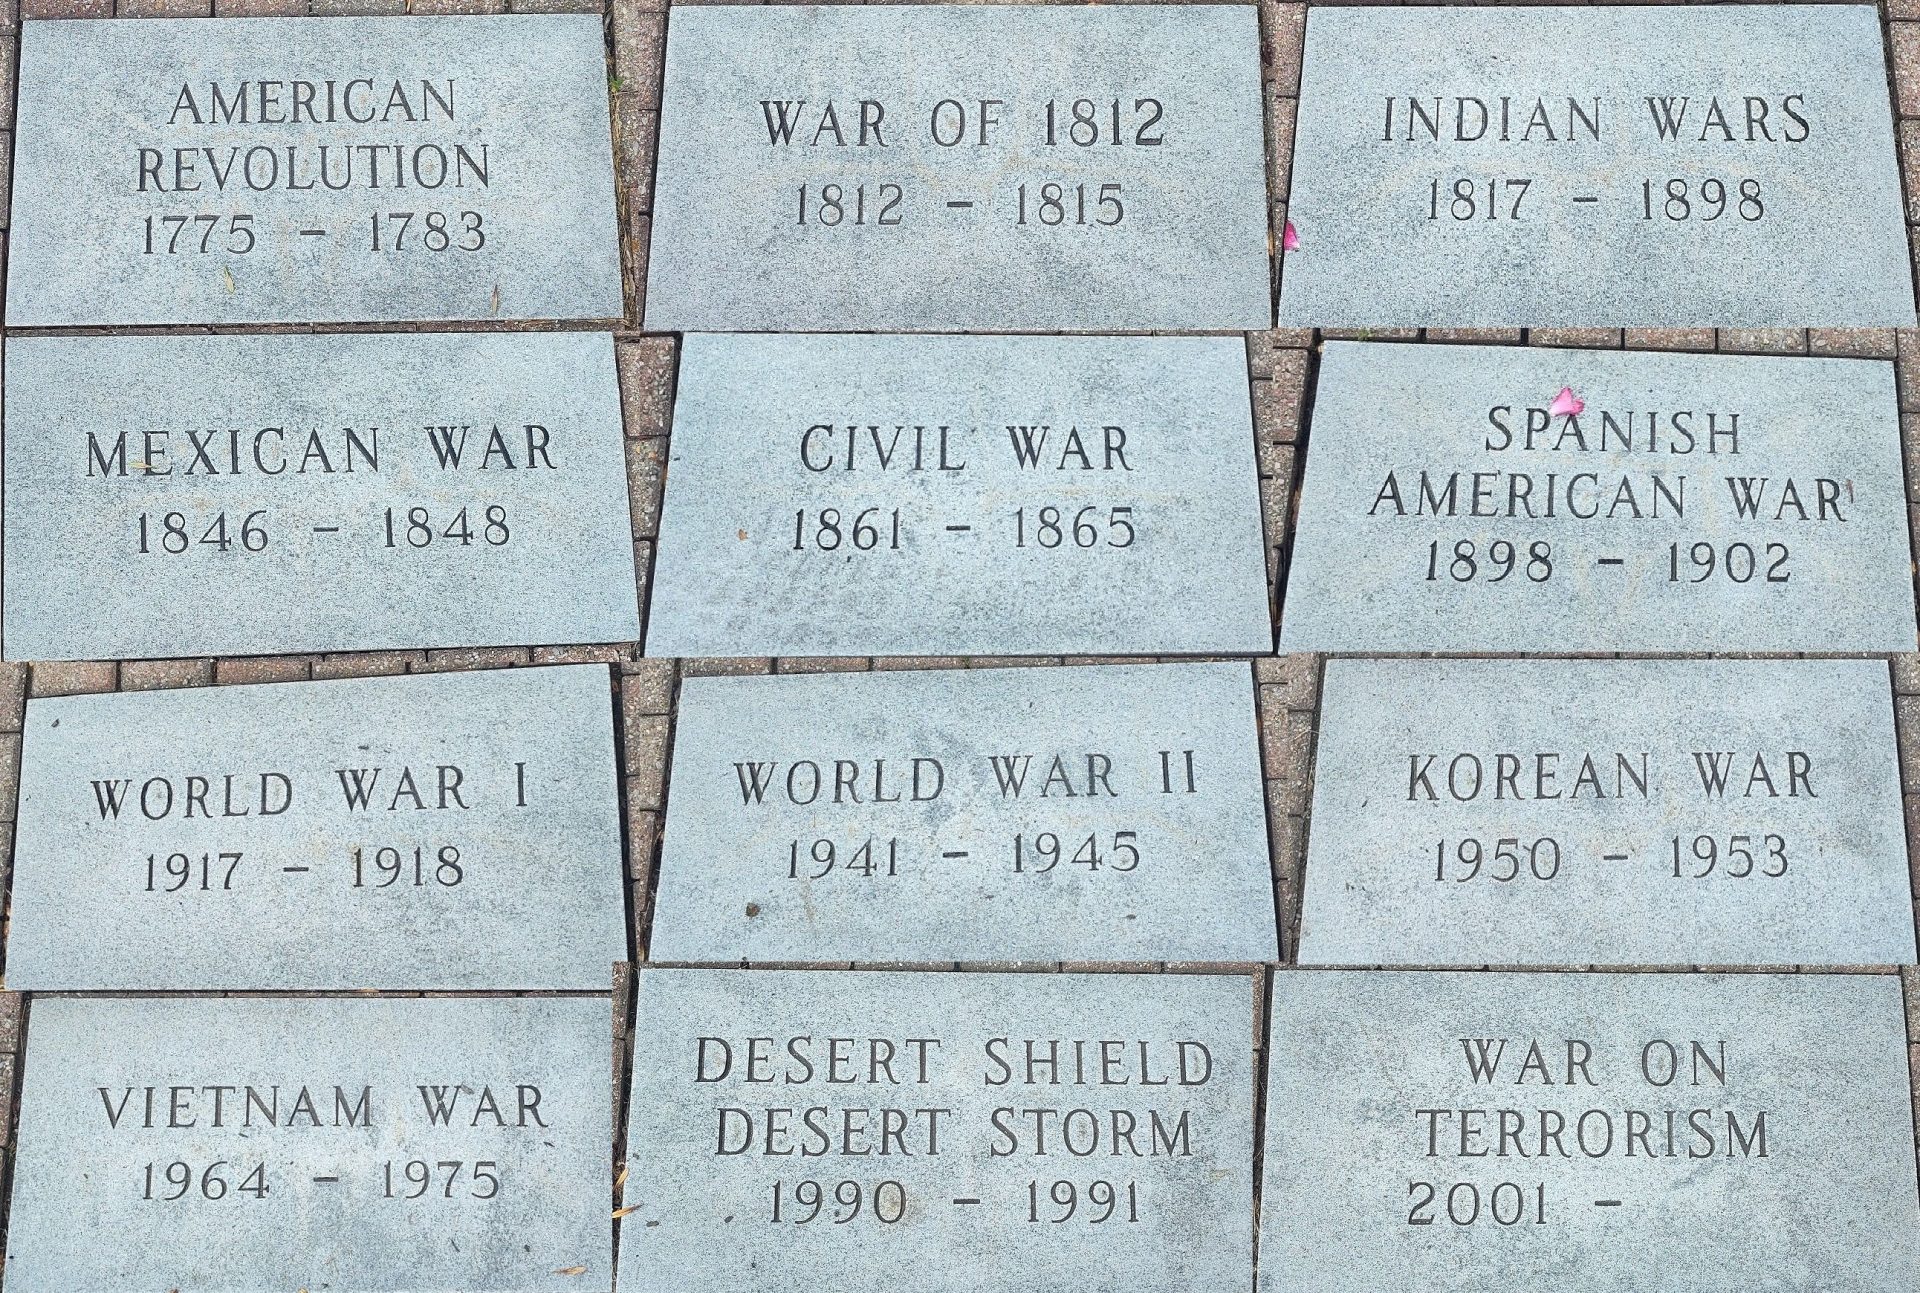 AMERICAN
REVOLUTION
1775 - 1783
WAR OF 1812
1812 - 1815
INDIAN WARS
1817 - 1898
MEXICAN WAR
1846 - 1848
CIVIL WAR
1861 - 1865
SPANISH
AMERICAN WAR
1898 - 1902
WORLD WAR I
1917 - 1918
WORLD WAR II
1941 - 1945
KOREAN WAR
1950 - 1953
VIETNAM WAR
1964 - 1975
DESERT SHIELD
DESERT STORM
1990 - 1991
WAR ON
TERRORISM
2001 -